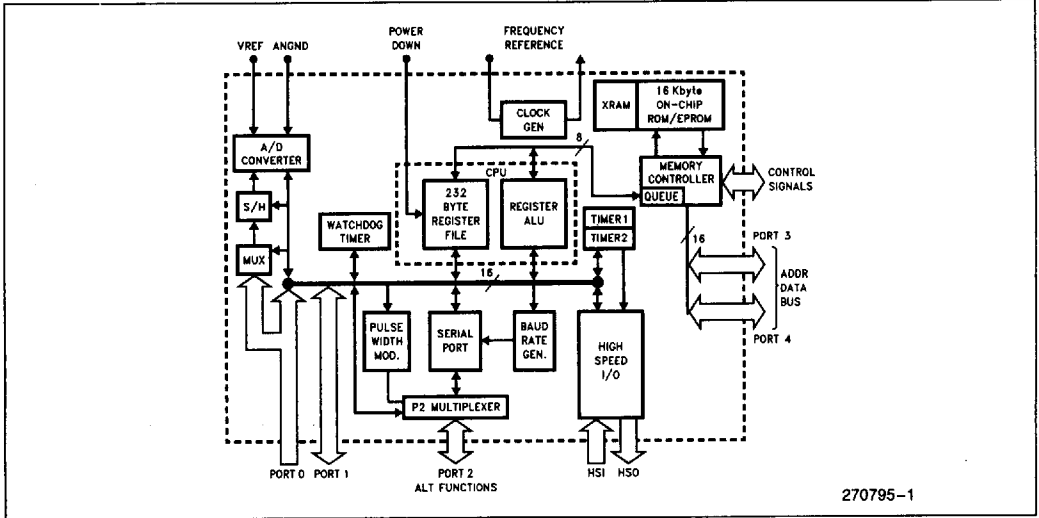 VREF ANGND
POWER
DOWN
FREQUENCY
REFERENCE
CLOCK
GEN
XRAM
16 Kbyte
ON-CHIP
ROM/EPROM
A/D
CONVERTER
8
CPU
232
BYTE
REGISTER
FILE
REGISTER
ALU
MEMORY
CONTROLLER
QUEUE
CONTROL
SIGNALS
S/H
WATCHDOG
TIMER
TIMER1
TIMER2
MUX
16
16
PORT 3
ADDR
DATA
BUS
PORT 4
PULSE
WIDTH
MOD.
SERIAL
PORT
BAUD
RATE
GEN.
HIGH
SPEED
I/O
P2 MULTIPLEXER
PORT 0
PORT 1
PORT 2
ALT FUNCTIONS
HSI
HSO
270795-1